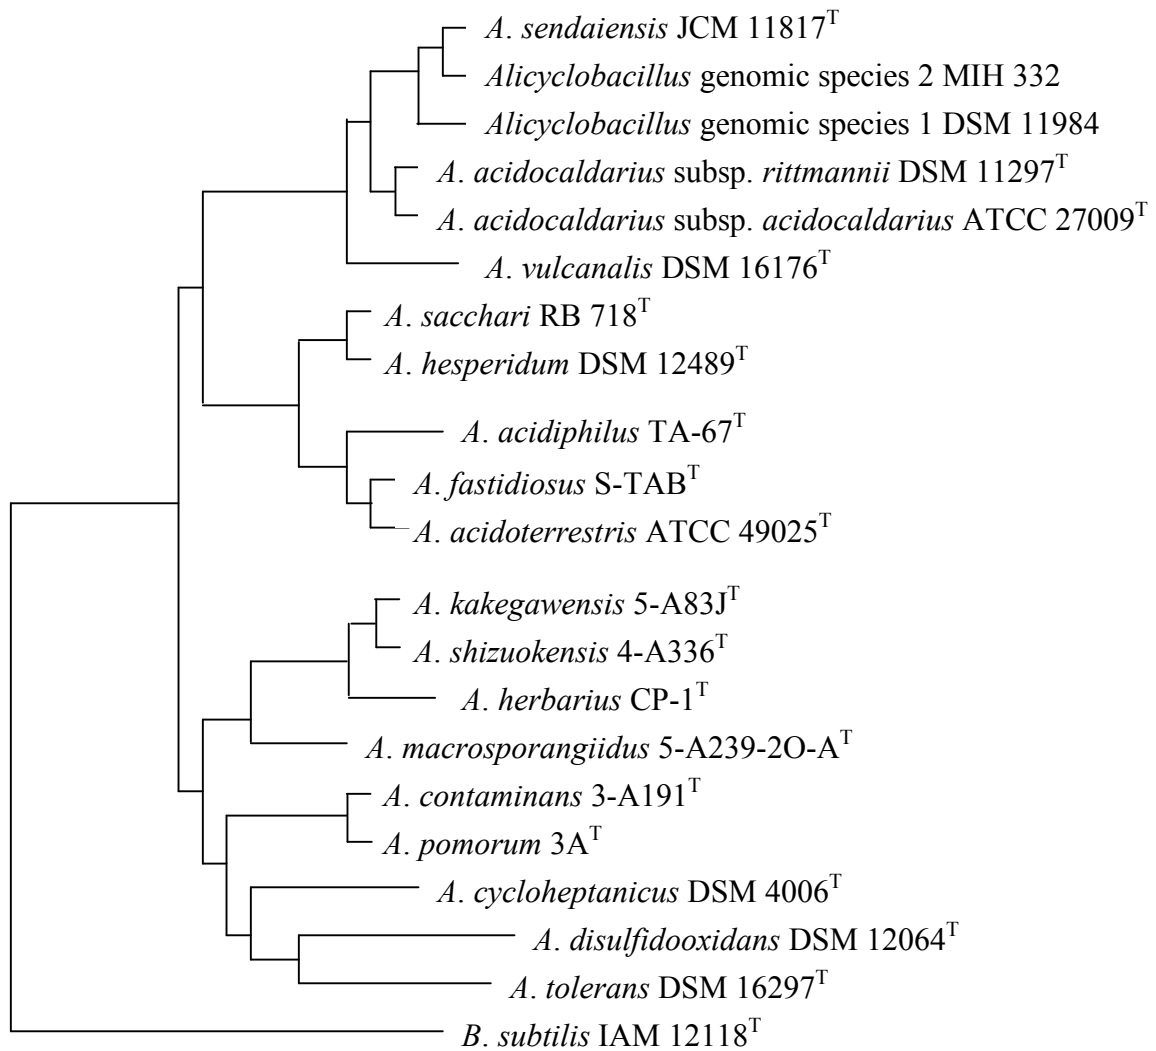 A. sendaiensis JCM 11817T
Alicyclobacillus genomic species 2 MIH 332
Alicyclobacillus genomic species 1 DSM 11984
A. acidocaldarius subsp. rittmannii DSM 11297T
A. acidocaldarius subsp. acidocaldarius ATCC 27009T
A. vulcanalis DSM 16176T
A. sacchari RB 718T
A. hesperidum DSM 12489T
A. acidiphilus TA-67T
A. fastidiosus S-TABT
A. acidoterrestris ATCC 49025T
A. kakegawensis 5-A83JT
A. shizuokensis 4-A336T
A. herbarius CP-1T
A. macrosporangiidus 5-A239-2O-AT
A. contaminans 3-A191T
A. pomorum 3AT
A. cycloheptanicus DSM 4006T
A. disulfidooxidans DSM 12064T
A. tolerans DSM 16297T
B. subtilis IAM 12118T